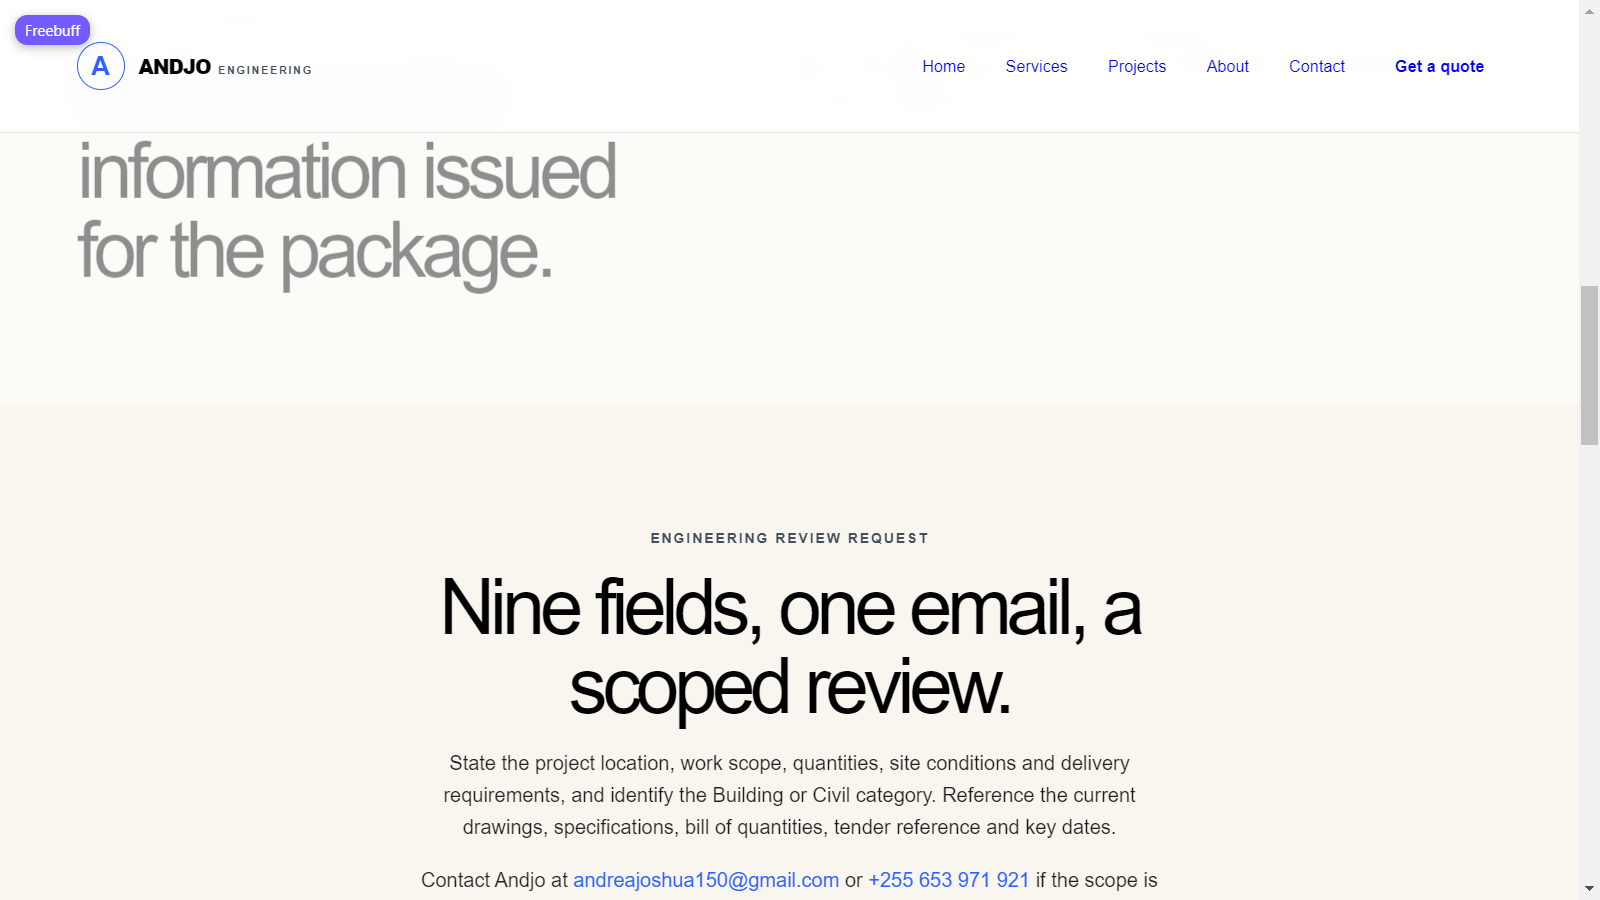 Freebuff
A
ANDJO ENGINEERING
Home Services Projects About Contact Get a quote
information issued
for the package.
ENGINEERING REVIEW REQUEST
Nine fields, one email, a
scoped review.
State the project location, work scope, quantities, site conditions and delivery
requirements, and identify the Building or Civil category. Reference the current
drawings, specifications, bill of quantities, tender reference and key dates.
Contact Andjo at andreajoshua150@gmail.com or +255 653 971 921 if the scope is